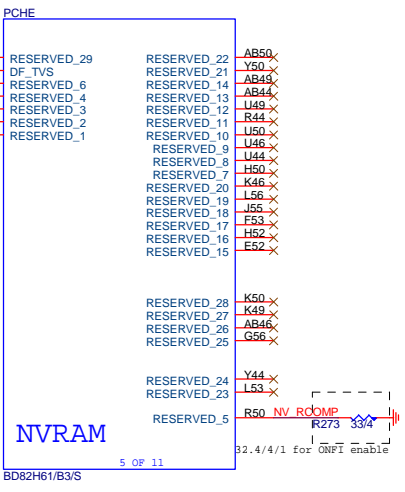 PCHE
RESERVED_29 RESERVED_22 AB50
DF_TVS RESERVED_21 Y50
RESERVED_6 RESERVED_14 AB49
RESERVED_4 RESERVED_13 AB44
RESERVED_3 RESERVED_12 U49
RESERVED_2 RESERVED_11 R44
RESERVED_1 RESERVED_10 U50
RESERVED_9 U46
RESERVED_8 U44
RESERVED_7 H50
RESERVED_20 K46
RESERVED_19 L56
RESERVED_18 J55
RESERVED_17 F53
RESERVED_16 H52
RESERVED_15 E52
RESERVED_28 K50
RESERVED_27 K49
RESERVED_26 AB46
RESERVED_25 G56
RESERVED_24 Y44
RESERVED_23 L53
RESERVED_5 R50 NV_RCOMP
R273 33/4
NVRAM
32.4/4/1 for ONFI enable
5 OF 11
BD82H61/B3/S